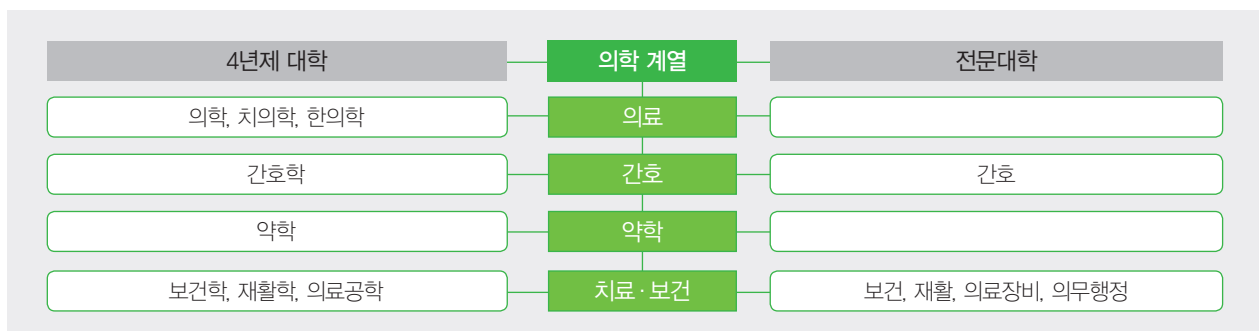 4년제 대학 의학 계열 전문대학
의학, 치의학, 한의학 의료
간호학 간호 간호
약학 약학
보건학, 재활학, 의료공학 치료·보건 보건, 재활, 의료장비, 의무행정